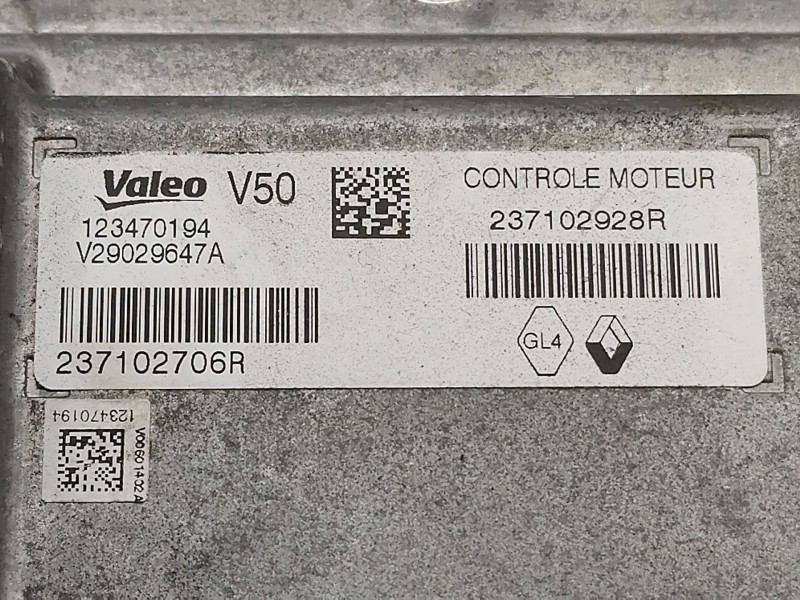 Valeo V50
123470194
V29029647A
237102706R
CONTROLE MOTEUR
237102928R
GL4
123470194